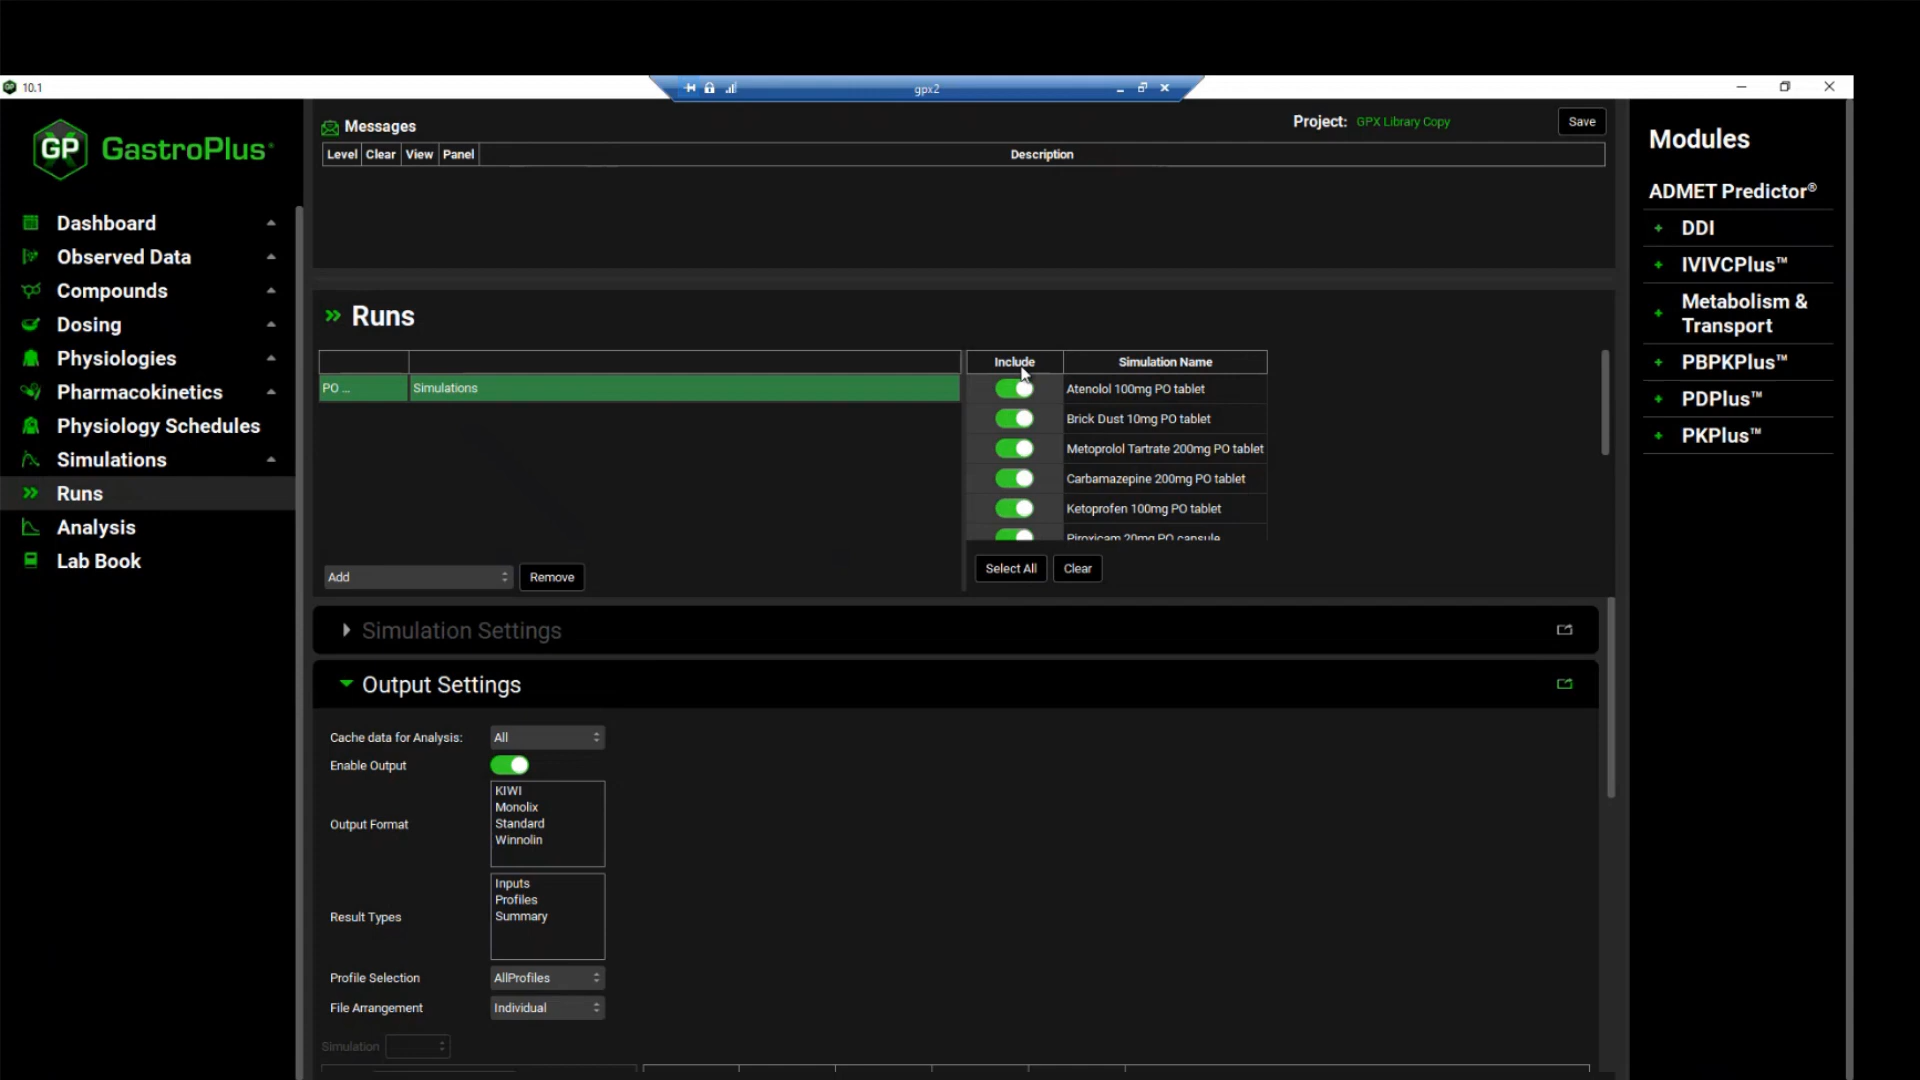 10.1
gpx2
GP GastroPlus®
Dashboard
Observed Data
Compounds
Dosing
Physiologies
Pharmacokinetics
Physiology Schedules
Simulations
Runs
Analysis
Lab Book
Messages
Project: GPX Library Copy
Save
Level Clear View Panel Description
Runs
PO ... Simulations
Include Simulation Name
Atenolol 100mg PO tablet
Brick Dust 10mg PO tablet
Metoprolol Tartrate 200mg PO tablet
Carbamazepine 200mg PO tablet
Ketoprofen 100mg PO tablet
Piroxicam 20mg PO capsule
Add Remove
Select All Clear
Simulation Settings
Output Settings
Cache data for Analysis: All
Enable Output
Output Format
KIWI
Monolix
Standard
Winnolin
Result Types
Inputs
Profiles
Summary
Profile Selection AllProfiles
File Arrangement Individual
Simulation
Modules
ADMET Predictor®
DDI
IVIVCPlus™
Metabolism &
Transport
PBPKPlus™
PDPlus™
PKPlus™